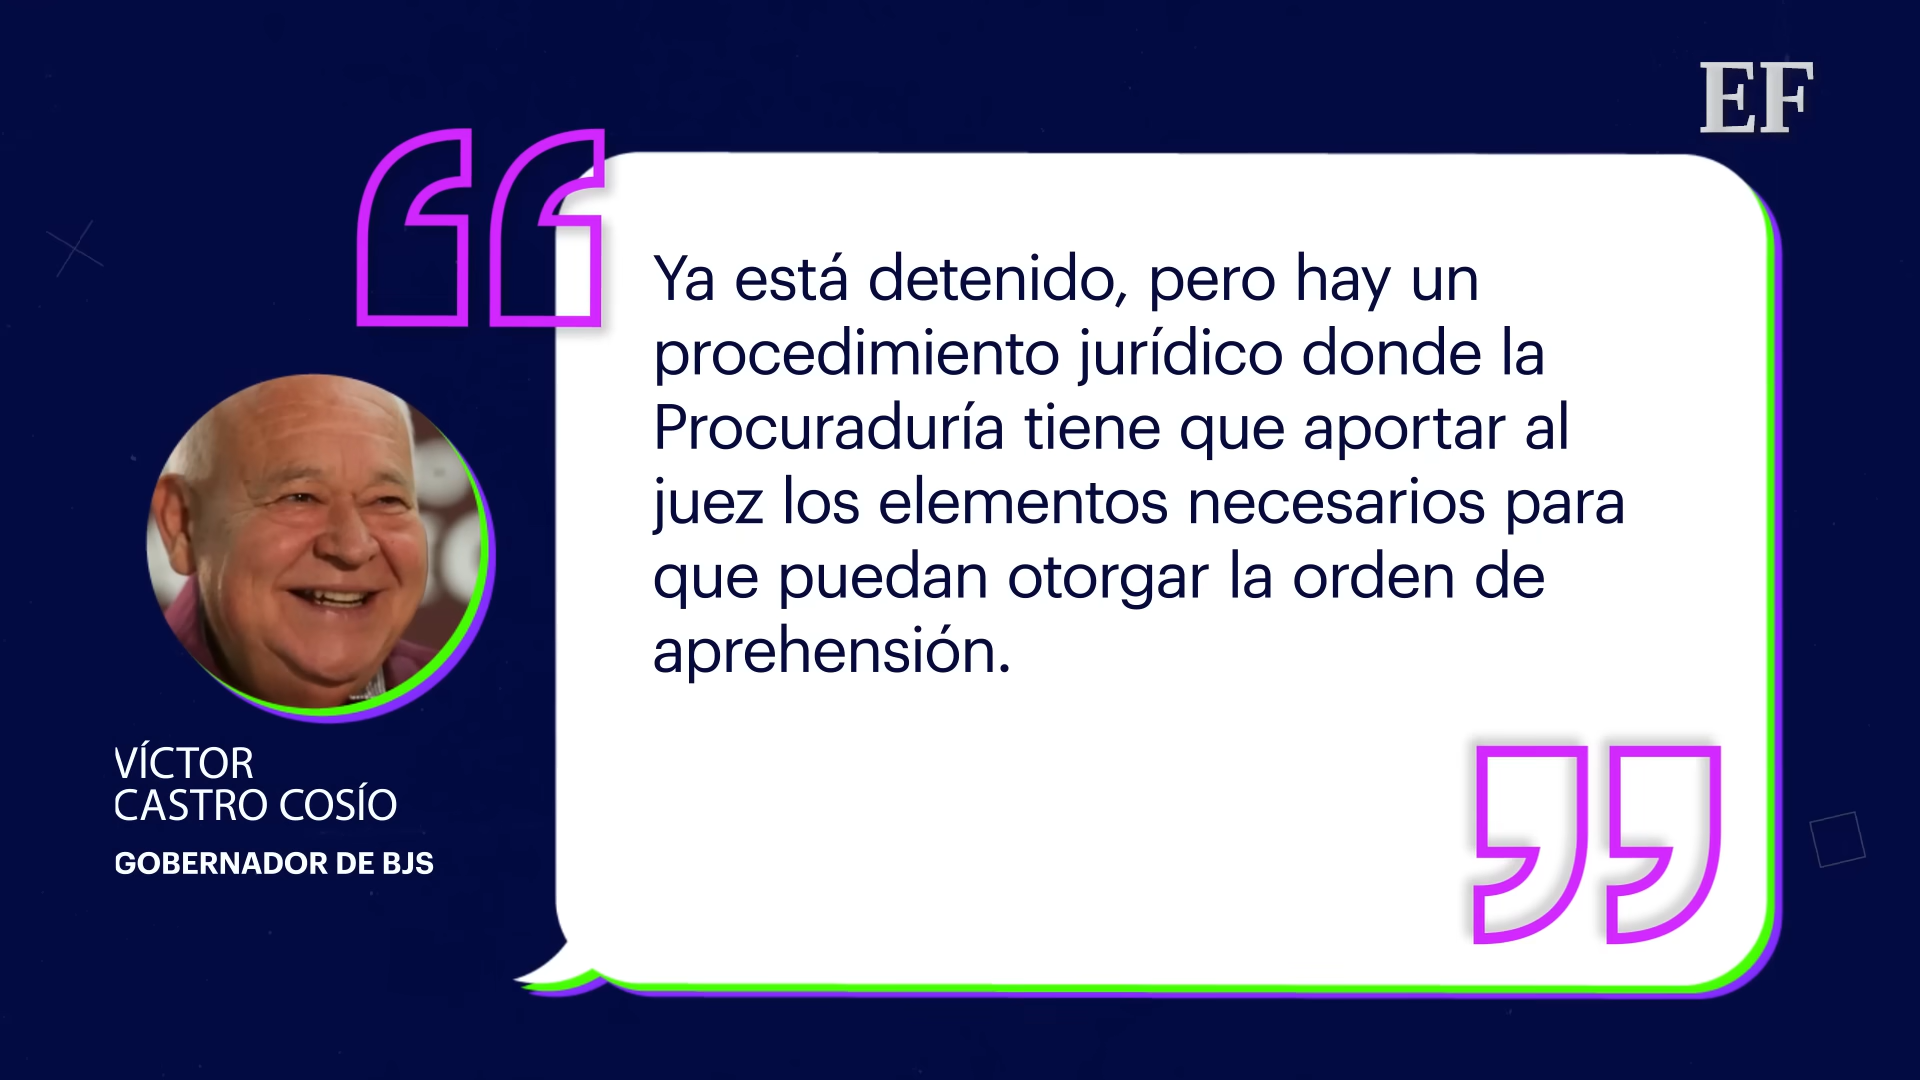 EF
Ya está detenido, pero hay un
procedimiento jurídico donde la
Procuraduría tiene que aportar al
juez los elementos necesarios para
que puedan otorgar la orden de
aprehensión.
VÍCTOR
CASTRO COSÍO
GOBERNADOR DE BJS